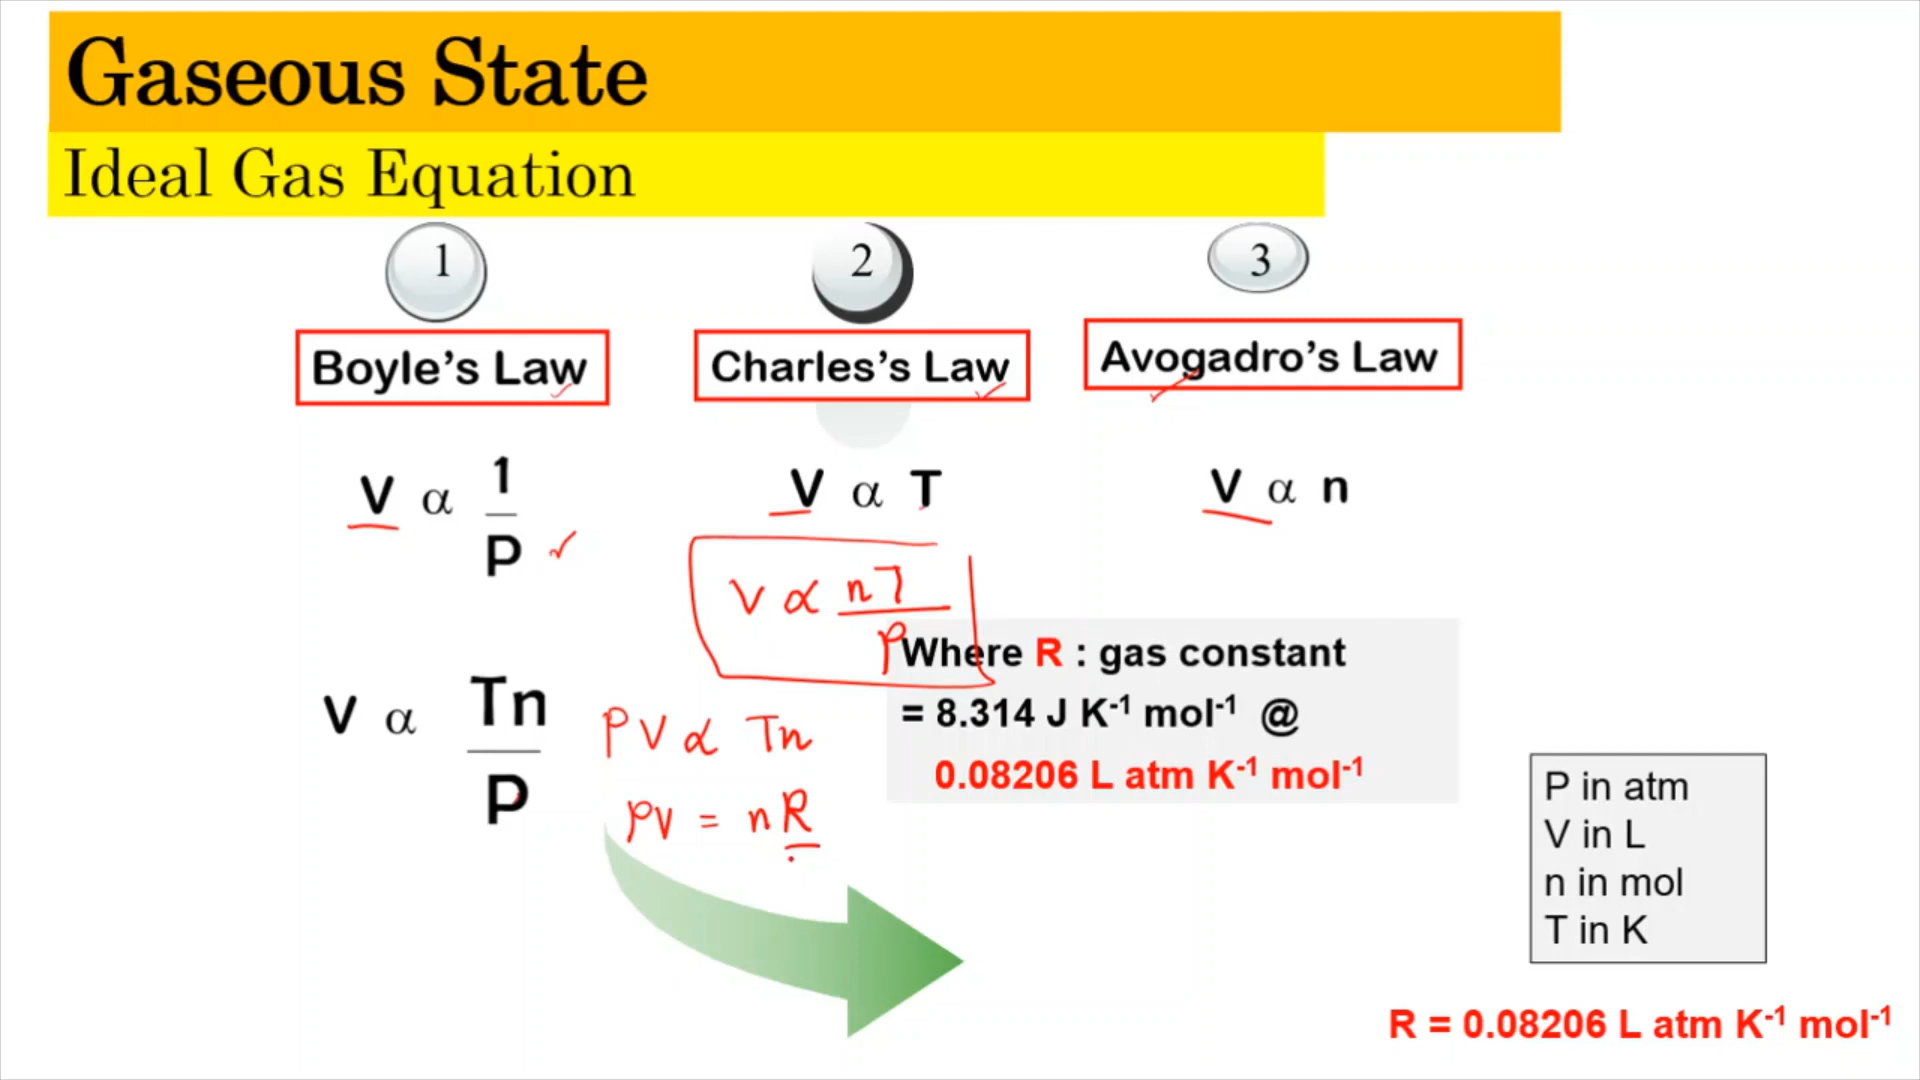 Gaseous State
Ideal Gas Equation
1
2
3
Boyle's Law
Charles's Law
Avogadro's Law
V α 1/P
V α T
V α n
V ∝ nT/P
V α Tn/P
PV ∝ Tn
PV = nR
Where R : gas constant
= 8.314 J K⁻¹ mol⁻¹ @
0.08206 L atm K⁻¹ mol⁻¹
P in atm
V in L
n in mol
T in K
R = 0.08206 L atm K⁻¹ mol⁻¹